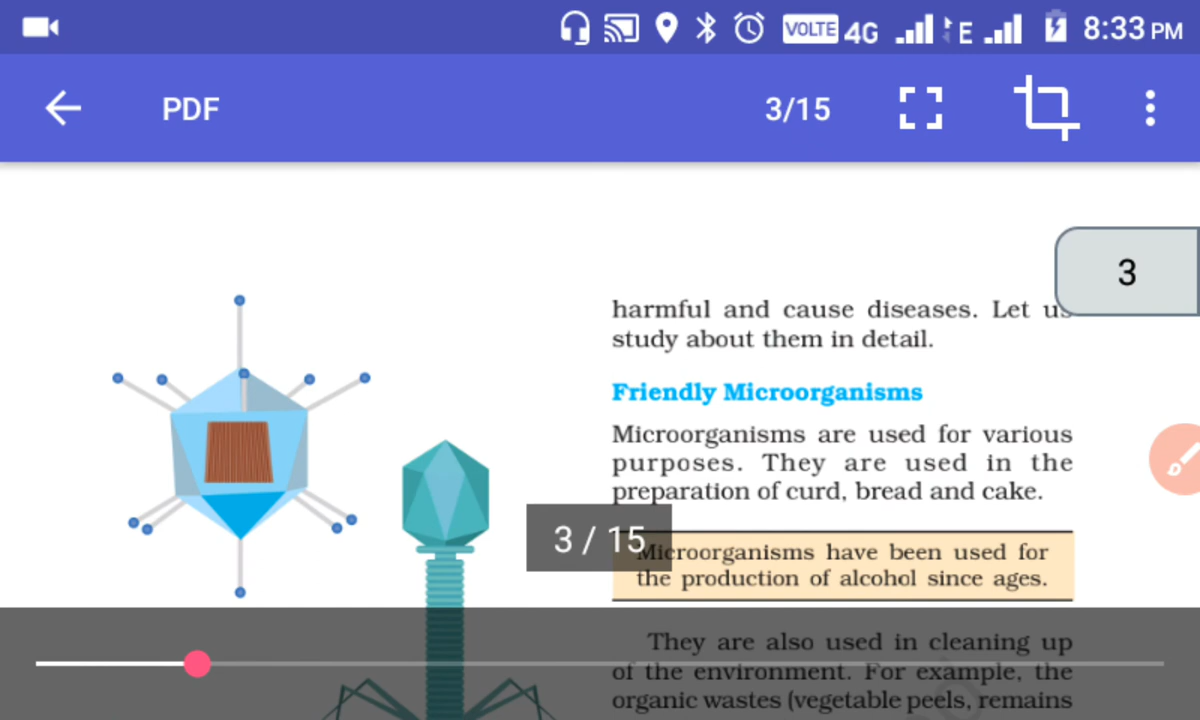 VOLTE 4G E 8:33 PM
PDF 3/15
3
harmful and cause diseases. Let us
study about them in detail.
Friendly Microorganisms
Microorganisms are used for various
purposes. They are used in the
preparation of curd, bread and cake.
3 / 15
Microorganisms have been used for
the production of alcohol since ages.
They are also used in cleaning up
of the environment. For example, the
organic wastes (vegetable peels, remains